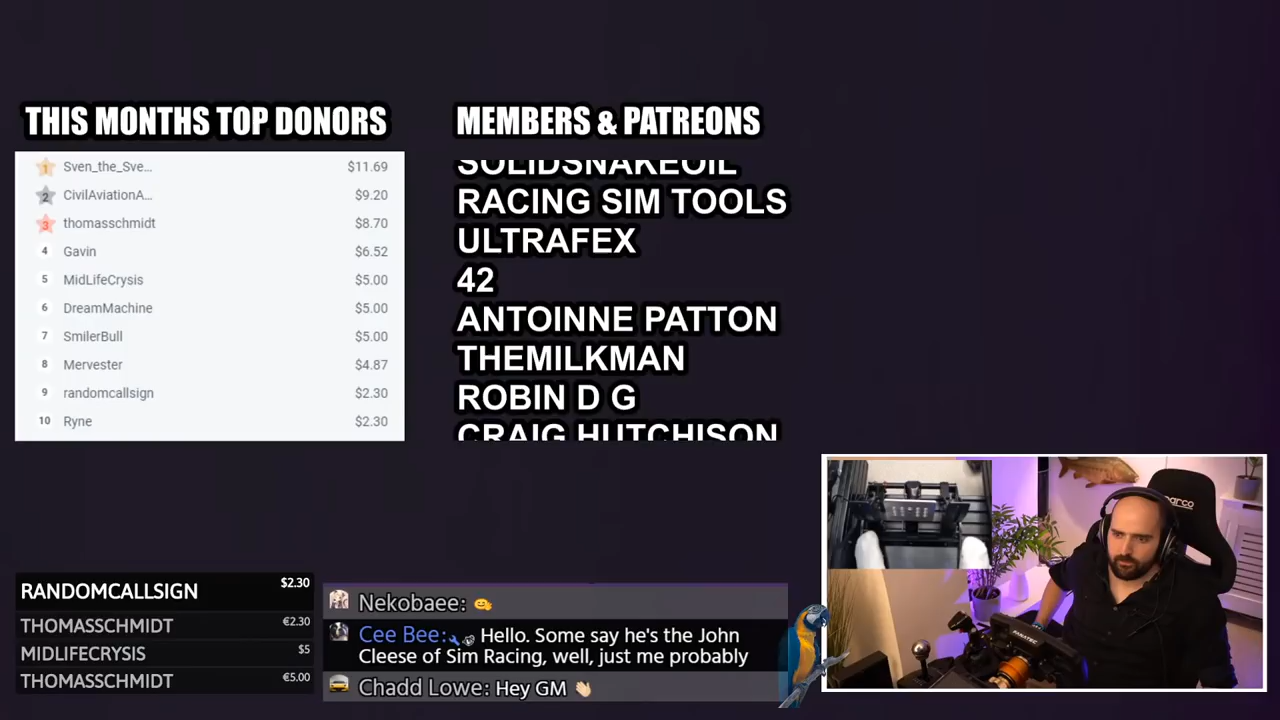 THIS MONTHS TOP DONORS
1 Sven_the_Sve... $11.69
2 CivilAviationA... $9.20
3 thomasschmidt $8.70
4 Gavin $6.52
5 MidLifeCrysis $5.00
6 DreamMachine $5.00
7 SmilerBull $5.00
8 Mervester $4.87
9 randomcallsign $2.30
10 Ryne $2.30
MEMBERS & PATREONS
SOLIDSNAKEOIL
RACING SIM TOOLS
ULTRAFEX
42
ANTOINNE PATTON
THEMILKMAN
ROBIN D G
CRAIG HUTCHISON
RANDOMCALLSIGN $2.30
THOMASSCHMIDT €2.30
MIDLIFECRYSIS $5
THOMASSCHMIDT €5.00
Nekobaee:
Cee Bee: Hello. Some say he's the John
Cleese of Sim Racing, well, just me probably
Chadd Lowe: Hey GM
sparco
FANATEC